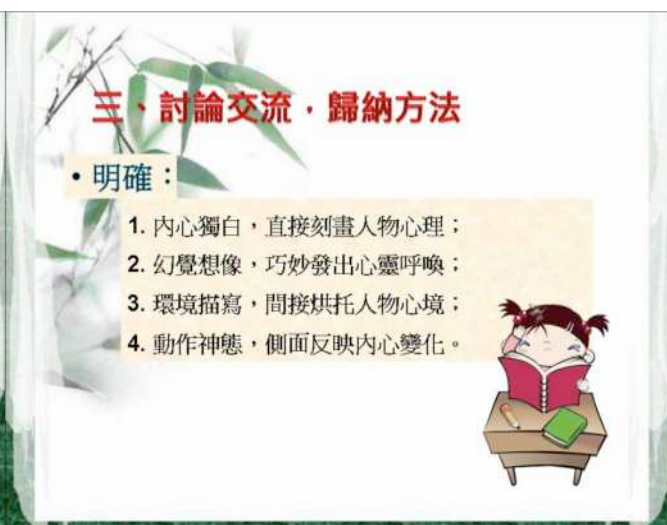 三、討論交流，歸納方法
• 明確：
1. 內心獨白，直接刻畫人物心理；
2. 幻覺想像，巧妙發出心靈呼喚；
3. 環境描寫，間接烘托人物心境；
4. 動作神態，側面反映內心變化。